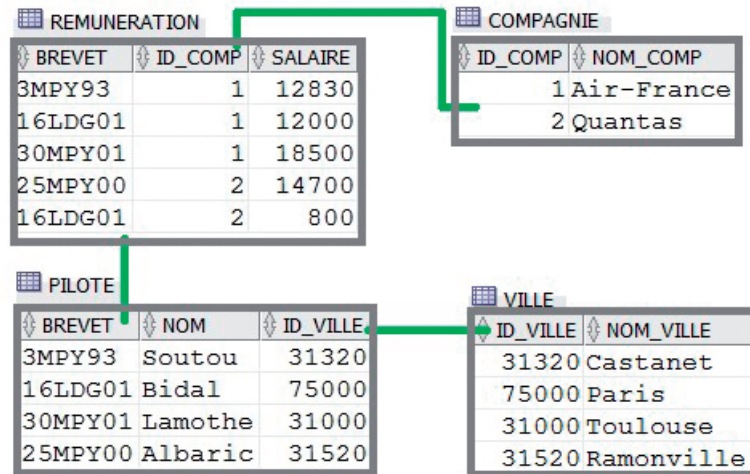 REMUNERATION
BREVET ID_COMP SALAIRE
3MPY93 1 12830
16LDG01 1 12000
30MPY01 1 18500
25MPY00 2 14700
16LDG01 2 800
COMPAGNIE
ID_COMP NOM_COMP
1 Air-France
2 Quantas
PILOTE
BREVET NOM ID_VILLE
3MPY93 Soutou 31320
16LDG01 Bidal 75000
30MPY01 Lamothe 31000
25MPY00 Albaric 31520
VILLE
ID_VILLE NOM_VILLE
31320 Castanet
75000 Paris
31000 Toulouse
31520 Ramonville